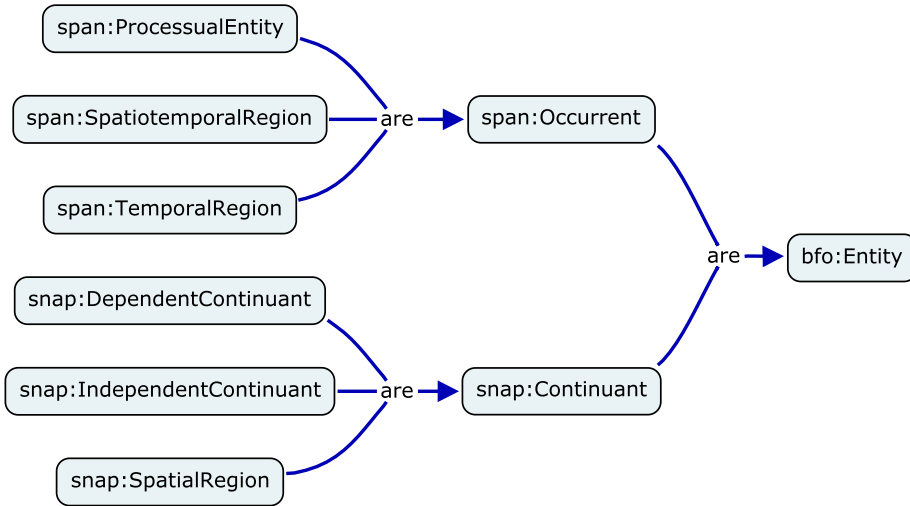 span:ProcessualEntity
span:SpatiotemporalRegion
are
span:Occurrent
span:TemporalRegion
are
bfo:Entity
snap:DependentContinuant
snap:IndependentContinuant
are
snap:Continuant
snap:SpatialRegion